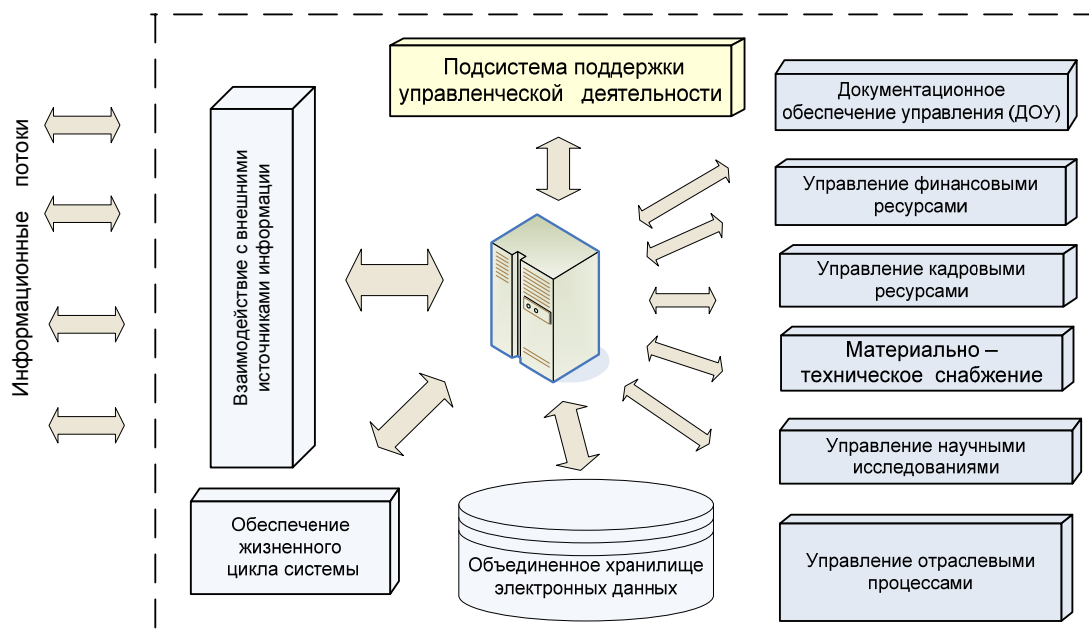 Информационные потоки
Взаимодействие с внешними
источниками информации
Подсистема поддержки
управленческой деятельности
Документационное
обеспечение управления (ДОУ)
Управление финансовыми
ресурсами
Управление кадровыми
ресурсами
Материально –
техническое снабжение
Управление научными
исследованиями
Управление отраслевыми
процессами
Обеспечение
жизненного
цикла системы
Объединенное хранилище
электронных данных